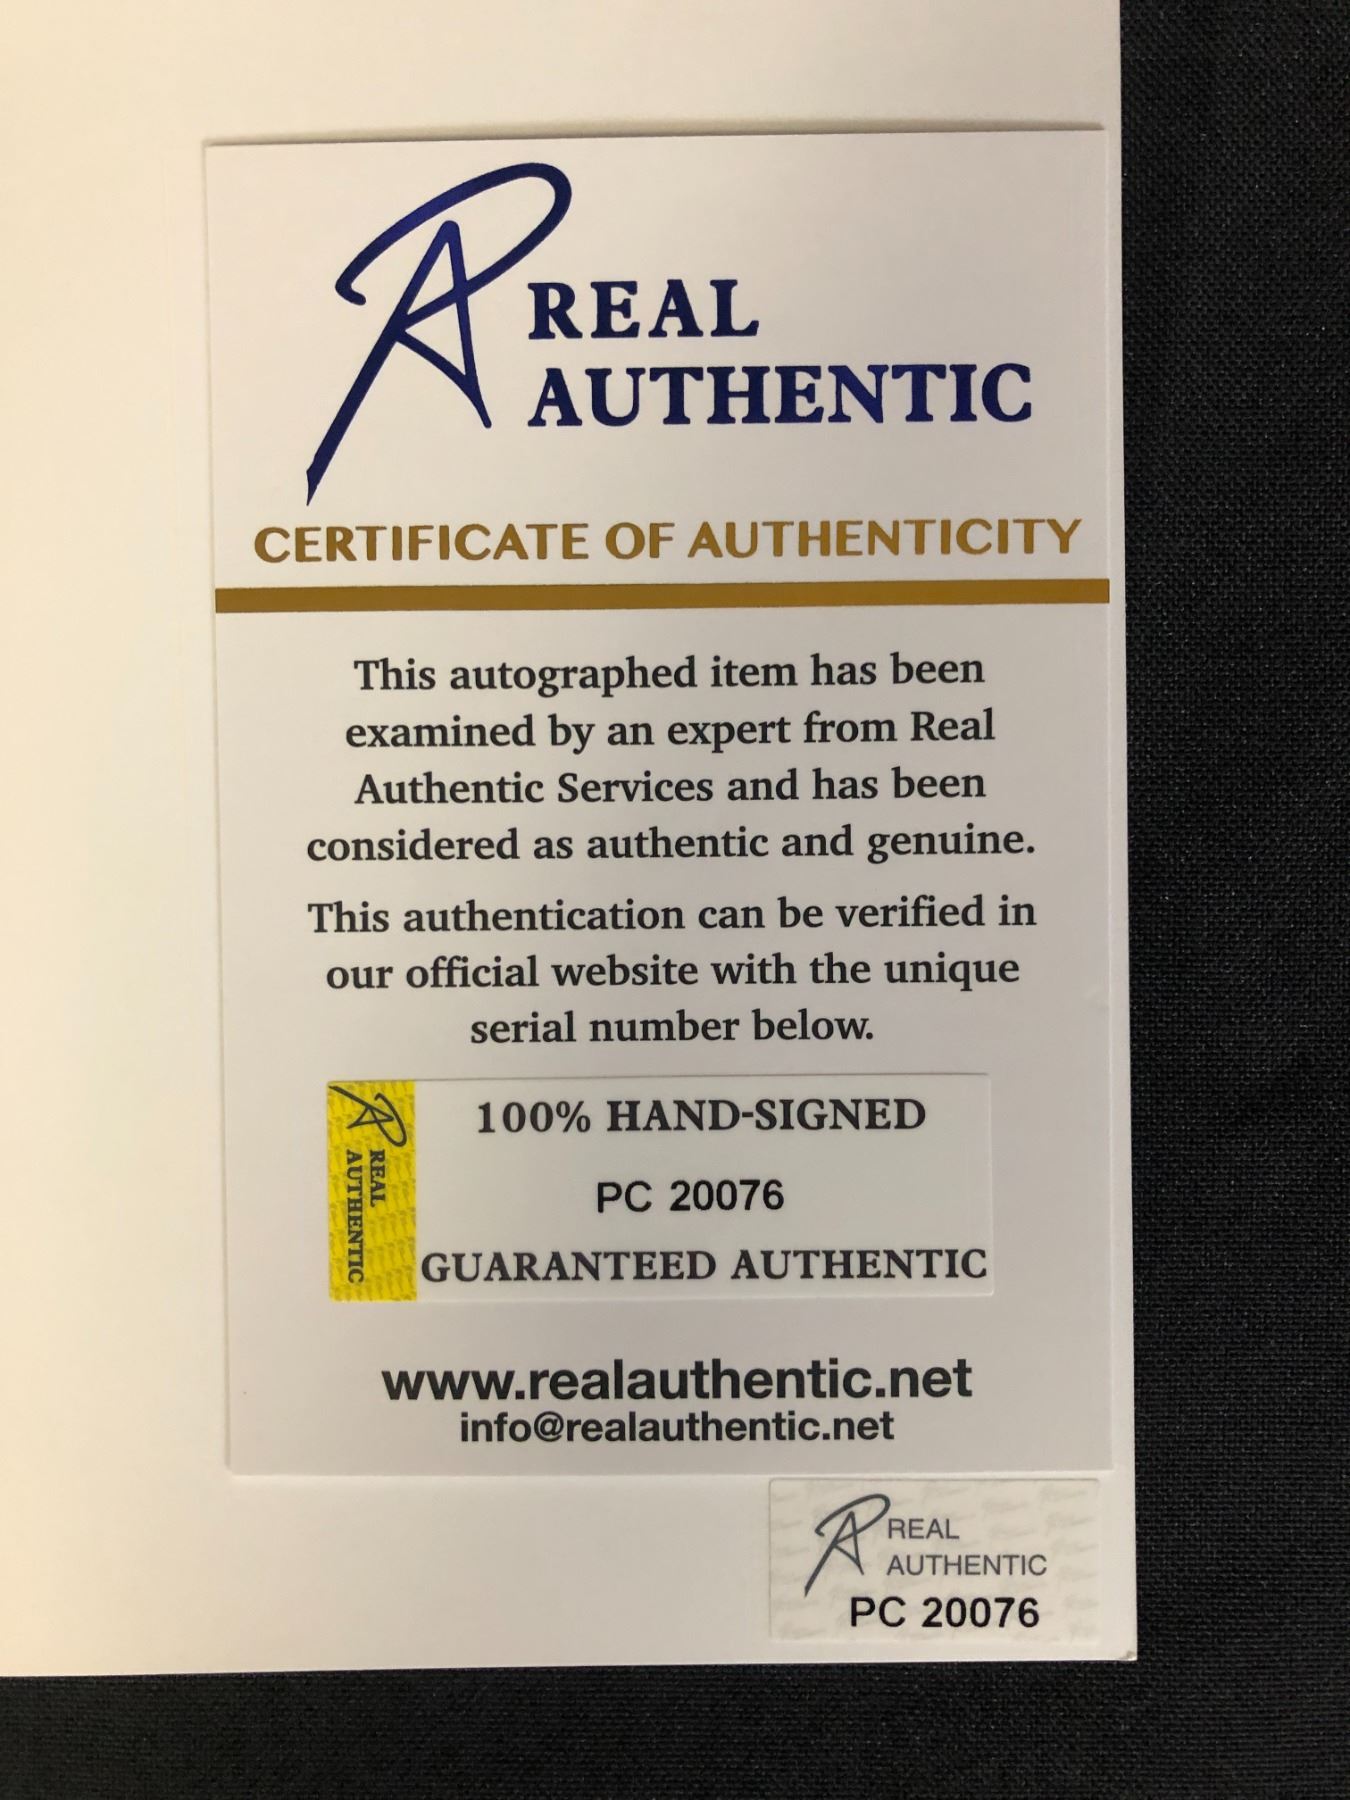 REAL
AUTHENTIC
CERTIFICATE OF AUTHENTICITY
This autographed item has been
examined by an expert from Real
Authentic Services and has been
considered as authentic and genuine.
This authentication can be verified in
our official website with the unique
serial number below.
REAL
AUTHENTIC
100% HAND-SIGNED
PC 20076
GUARANTEED AUTHENTIC
www.realauthentic.net
info@realauthentic.net
REAL
AUTHENTIC
PC 20076